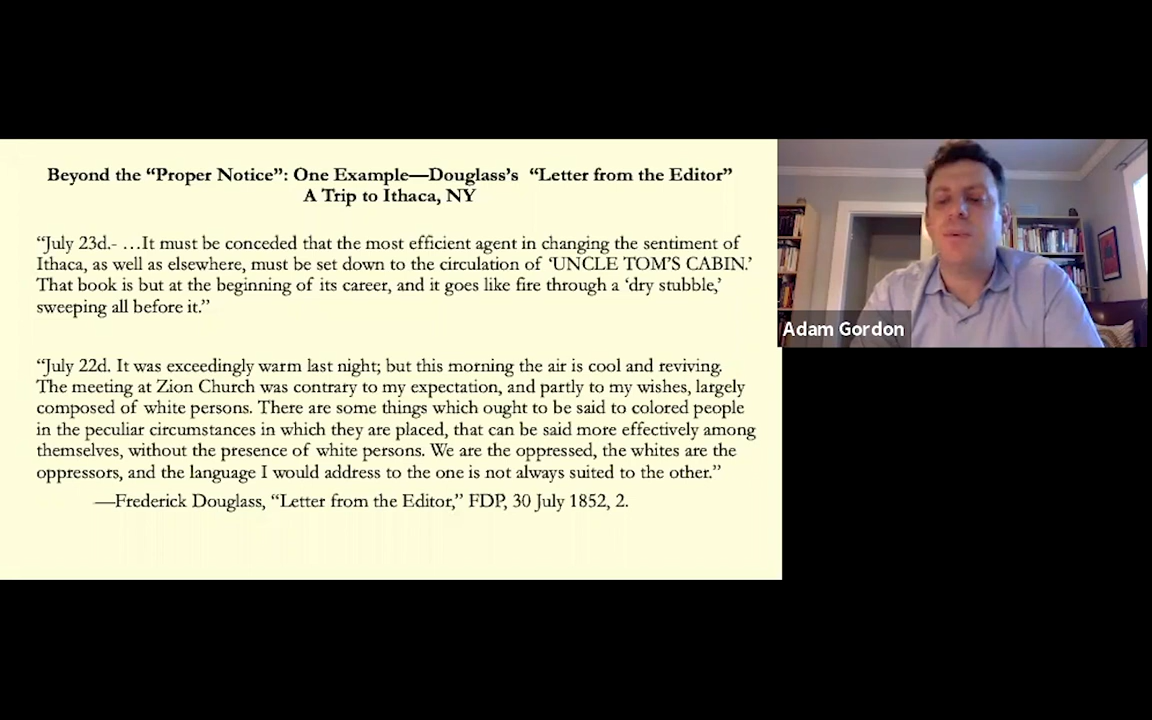 Beyond the “Proper Notice”: One Example—Douglass’s “Letter from the Editor”
A Trip to Ithaca, NY
“July 23d.- …It must be conceded that the most efficient agent in changing the sentiment of
Ithaca, as well as elsewhere, must be set down to the circulation of ‘UNCLE TOM’S CABIN.’
That book is but at the beginning of its career, and it goes like fire through a ‘dry stubble,’
sweeping all before it.”
“July 22d. It was exceedingly warm last night; but this morning the air is cool and reviving.
The meeting at Zion Church was contrary to my expectation, and partly to my wishes, largely
composed of white persons. There are some things which ought to be said to colored people
in the peculiar circumstances in which they are placed, that can be said more effectively among
themselves, without the presence of white persons. We are the oppressed, the whites are the
oppressors, and the language I would address to the one is not always suited to the other.”
—Frederick Douglass, “Letter from the Editor,” FDP, 30 July 1852, 2.
Adam Gordon